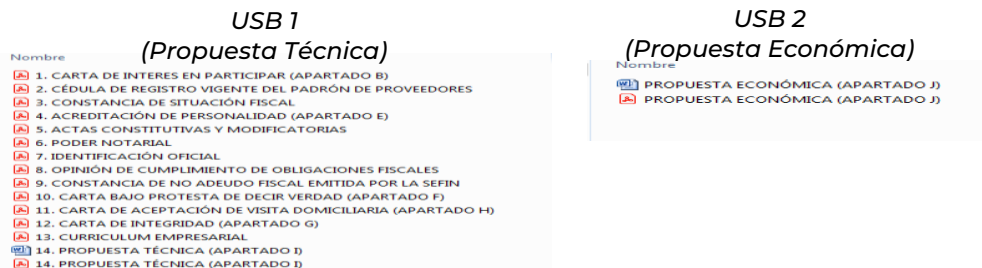 USB 1
(Propuesta Técnica)
Nombre
1. CARTA DE INTERES EN PARTICIPAR (APARTADO B)
2. CÉDULA DE REGISTRO VIGENTE DEL PADRÓN DE PROVEEDORES
3. CONSTANCIA DE SITUACIÓN FISCAL
4. ACREDITACIÓN DE PERSONALIDAD (APARTADO E)
5. ACTAS CONSTITUTIVAS Y MODIFICATORIAS
6. PODER NOTARIAL
7. IDENTIFICACIÓN OFICIAL
8. OPINIÓN DE CUMPLIMIENTO DE OBLIGACIONES FISCALES
9. CONSTANCIA DE NO ADEUDO FISCAL EMITIDA POR LA SEFIN
10. CARTA BAJO PROTESTA DE DECIR VERDAD (APARTADO F)
11. CARTA DE ACEPTACIÓN DE VISITA DOMICILIARIA (APARTADO H)
12. CARTA DE INTEGRIDAD (APARTADO G)
13. CURRICULUM EMPRESARIAL
14. PROPUESTA TÉCNICA (APARTADO I)
14. PROPUESTA TÉCNICA (APARTADO I)
USB 2
(Propuesta Económica)
Nombre
PROPUESTA ECONÓMICA (APARTADO J)
PROPUESTA ECONÓMICA (APARTADO J)